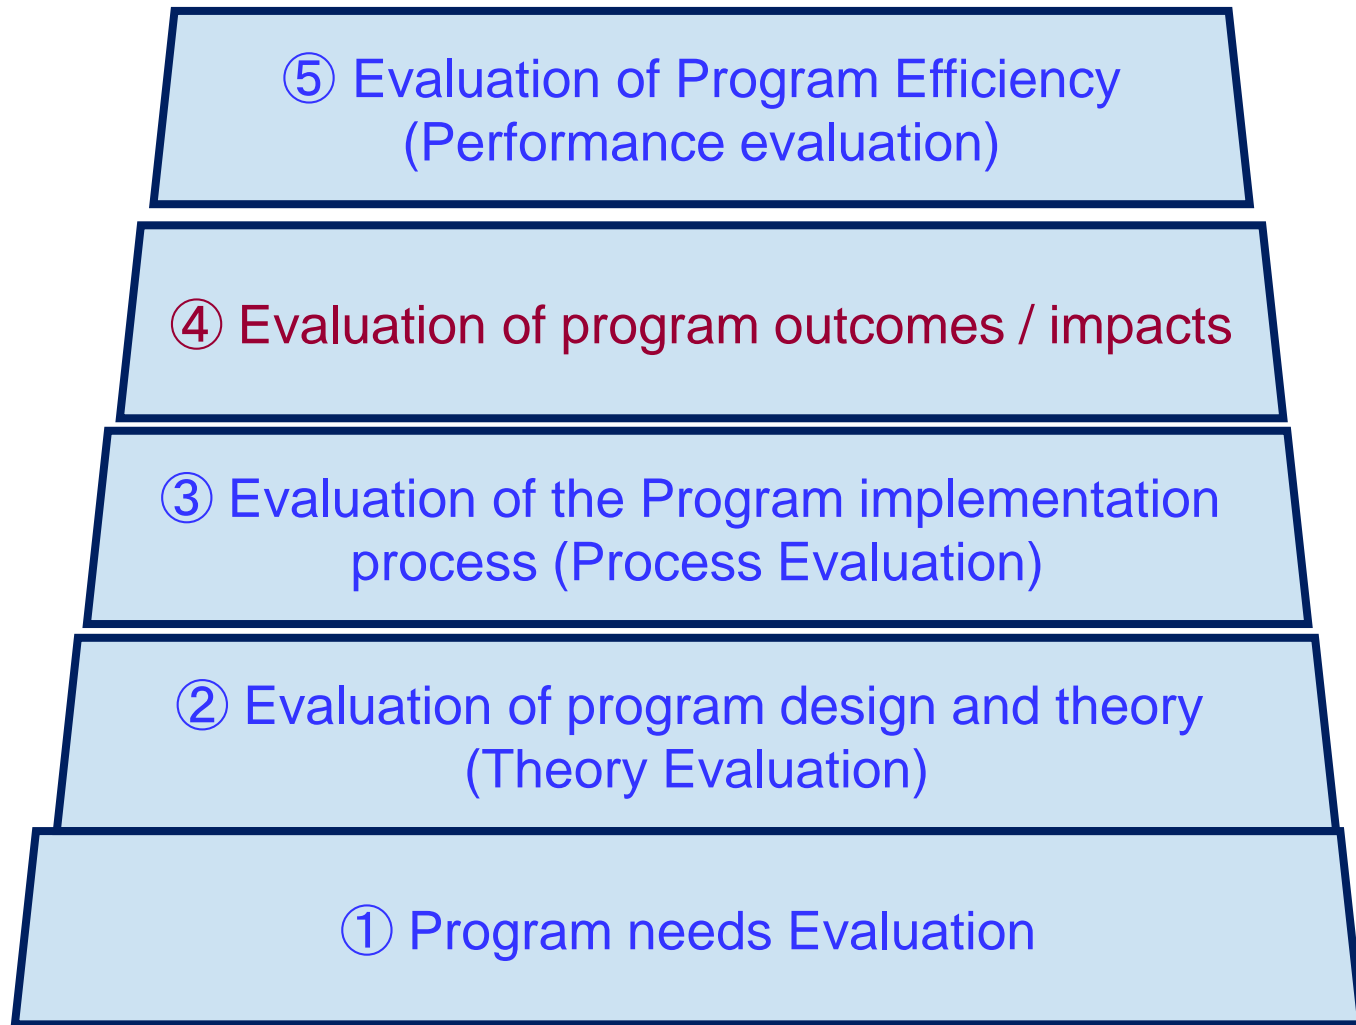 ⑤ Evaluation of Program Efficiency
(Performance evaluation)
④ Evaluation of program outcomes / impacts
③ Evaluation of the Program implementation
process (Process Evaluation)
② Evaluation of program design and theory
(Theory Evaluation)
① Program needs Evaluation